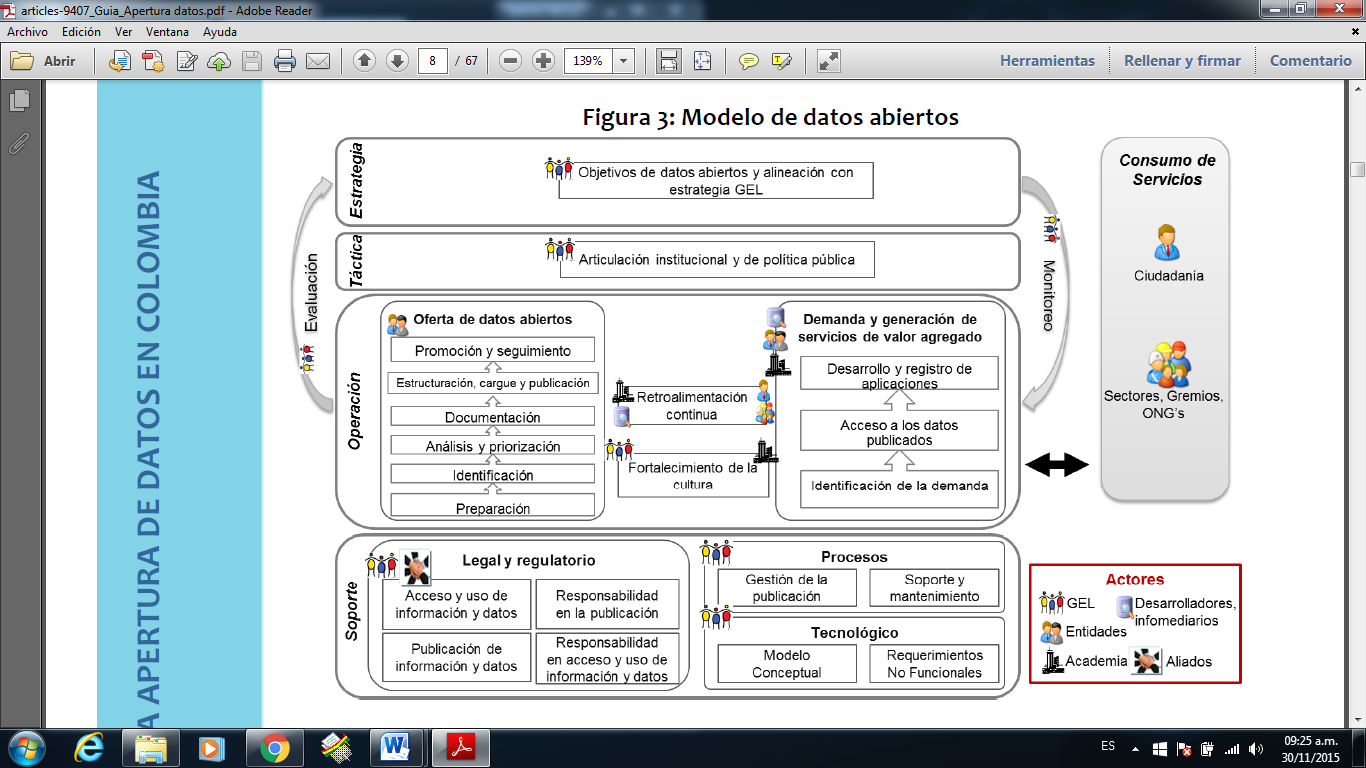 articles-9407_Guia_Apertura datos.pdf - Adobe Reader
Archivo Edición Ver Ventana Ayuda
Abrir
8 / 67
139%
Herramientas
Rellenar y firmar
Comentario
A APERTURA DE DATOS EN COLOMBIA
Figura 3: Modelo de datos abiertos
Estrategia
Objetivos de datos abiertos y alineación con
estrategia GEL
Táctica
Articulación institucional y de política pública
Evaluación
Monitoreo
Operación
Oferta de datos abiertos
Promoción y seguimiento
Estructuración, cargue y publicación
Documentación
Análisis y priorización
Identificación
Preparación
Retroalimentación
continua
Fortalecimiento de la
cultura
Demanda y generación de
servicios de valor agregado
Desarrollo y registro de
aplicaciones
Acceso a los datos
publicados
Identificación de la demanda
Soporte
Legal y regulatorio
Acceso y uso de
información y datos
Responsabilidad
en la publicación
Publicación de
información y datos
Responsabilidad
en acceso y uso de
información y datos
Procesos
Gestión de la
publicación
Soporte y
mantenimiento
Tecnológico
Modelo
Conceptual
Requerimientos
No Funcionales
Consumo de
Servicios
Ciudadanía
Sectores, Gremios,
ONG's
Actores
GEL
Desarrolladores,
infomediarios
Entidades
Academia
Aliados
ES
09:25 a.m.
30/11/2015